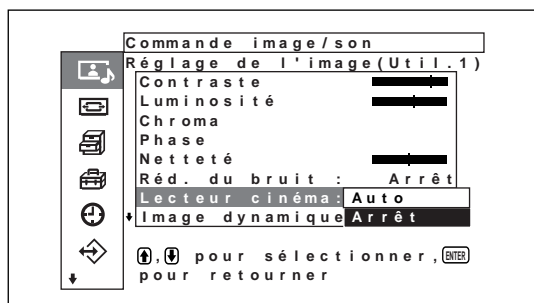 Commande image/son
Réglage de l'image(Util.1)
Contraste
Luminosité
Chroma
Phase
Netteté
Réd. du bruit : Arrêt
Lecteur cinéma: Auto
Image dynamique Arrêt
, pour sélectionner, ENTER
pour retourner